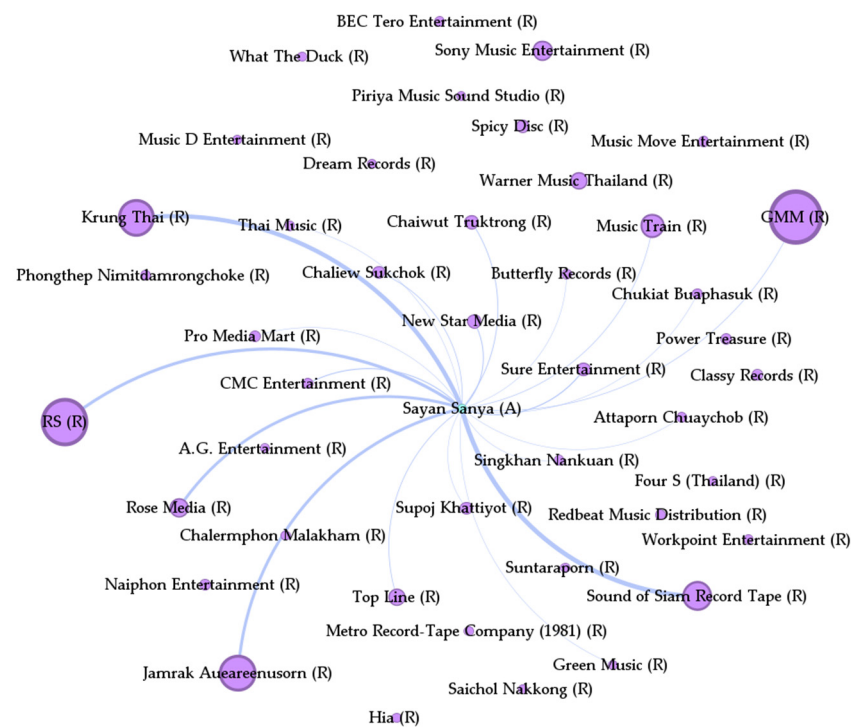 BEC Tero Entertainment (R)
What The Duck (R)
Sony Music Entertainment (R)
Piriya Music Sound Studio (R)
Spicy Disc (R)
Music D Entertainment (R)
Music Move Entertainment (R)
Dream Records (R)
Warner Music Thailand (R)
Krung Thai (R)
Thai Music (R)
Chaiwut Truktrong (R)
Music Train (R)
GMM (R)
Phongthep Nimitdamrongchoke (R)
Chaliew Sukchok (R)
Butterfly Records (R)
Chukiat Buaphasuk (R)
New Star Media (R)
Pro Media Mart (R)
Power Treasure (R)
CMC Entertainment (R)
Sure Entertainment (R)
Classy Records (R)
Sayan Sanya (A)
RS (R)
Attaporn Chuaychob (R)
A.G. Entertainment (R)
Singkhan Nankuan (R)
Four S (Thailand) (R)
Rose Media (R)
Supoj Khattiyot (R)
Redbeat Music Distribution (R)
Chalermphon Malakham (R)
Workpoint Entertainment (R)
Suntaraporn (R)
Naiphon Entertainment (R)
Top Line (R)
Sound of Siam Record Tape (R)
Metro Record-Tape Company (1981) (R)
Green Music (R)
Jamrak Aueareenusorn (R)
Saichol Nakkong (R)
Hia (R)